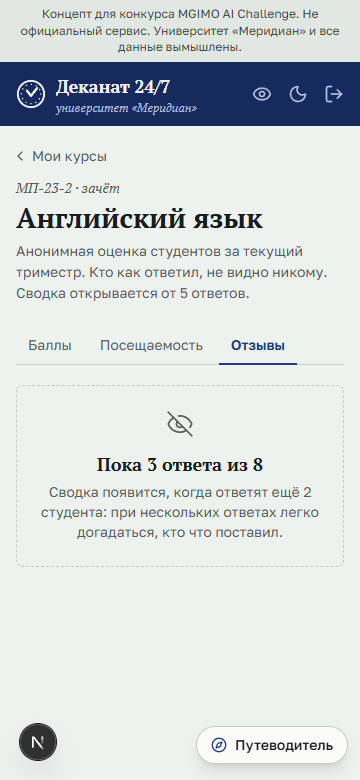 Концепт для конкурса MGIMO AI Challenge. Не
официальный сервис. Университет «Меридиан» и все
данные вымышлены.
Деканат 24/7
университет «Меридиан»
Мои курсы
МП-23-2 · зачёт
Английский язык
Анонимная оценка студентов за текущий
триместр. Кто как ответил, не видно никому.
Сводка открывается от 5 ответов.
Баллы Посещаемость Отзывы
Пока 3 ответа из 8
Сводка появится, когда ответят ещё 2
студента: при нескольких ответах легко
догадаться, кто что поставил.
N
Путеводитель